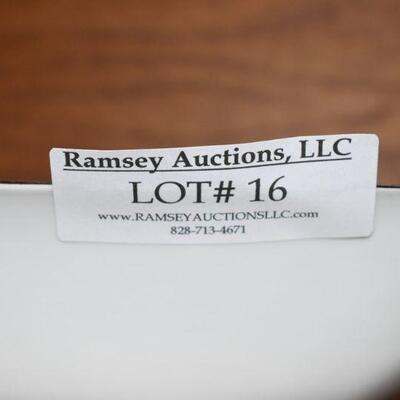 Ramsey Auctions, LLC
LOT# 16
www.RAMSEYAUCTIONSLLC.com
828-713-4671